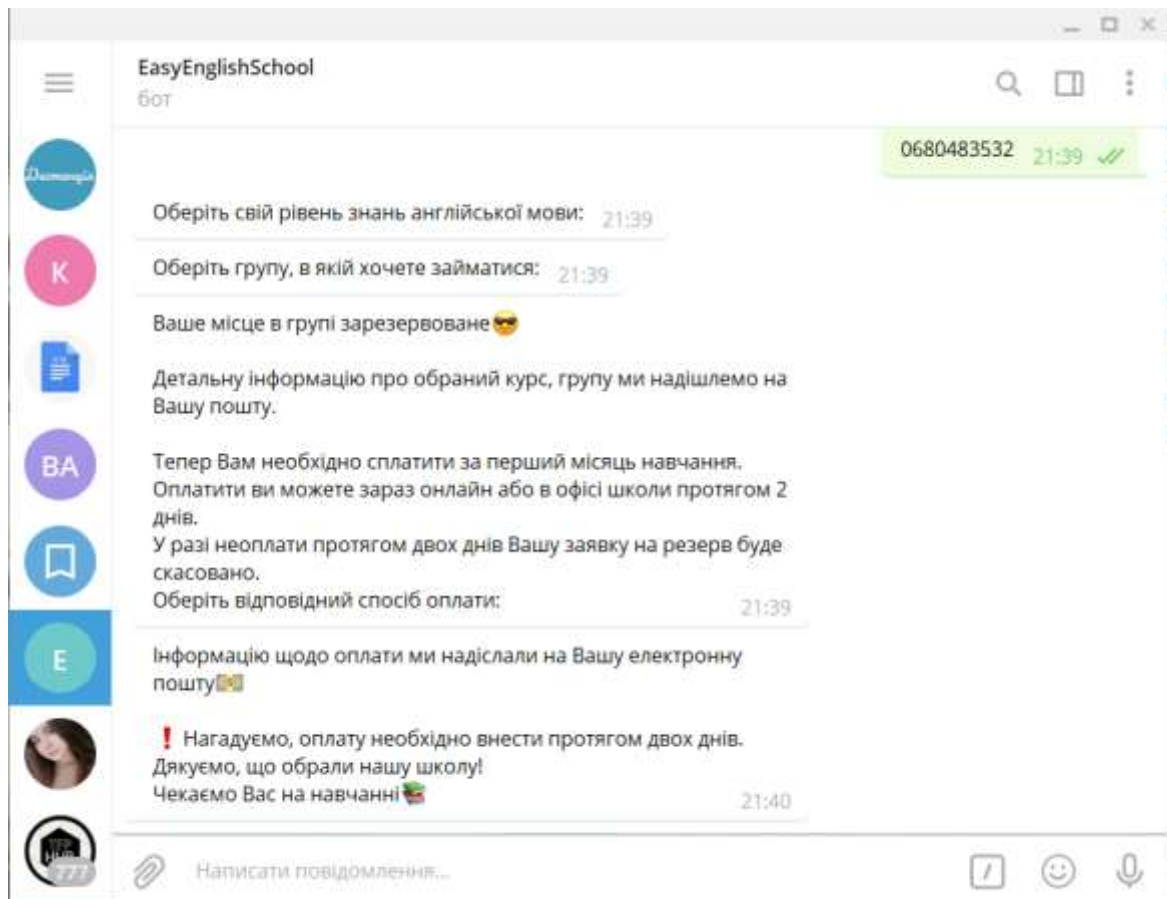 EasyEnglishSchool
бот
0680483532 21:39
Оберіть свій рівень знань англійської мови: 21:39
К
Оберіть групу, в якій хочете займатися: 21:39
Ваше місце в групі зарезервоване😎
Детальну інформацію про обраний курс, групу ми надішлемо на
Вашу пошту.
ВА
Тепер Вам необхідно сплатити за перший місяць навчання.
Оплатити ви можете зараз онлайн або в офісі школи протягом 2
днів.
У разі неоплати протягом двох днів Вашу заявку на резерв буде
скасовано.
Оберіть відповідний спосіб оплати: 21:39
E
Інформацію щодо оплати ми надіслали на Вашу електронну
пошту🎫
❗ Нагадуємо, оплату необхідно внести протягом двох днів.
Дякуємо, що обрали нашу школу!
Чекаємо Вас на навчанні📚 21:40
777
Написати повідомлення...